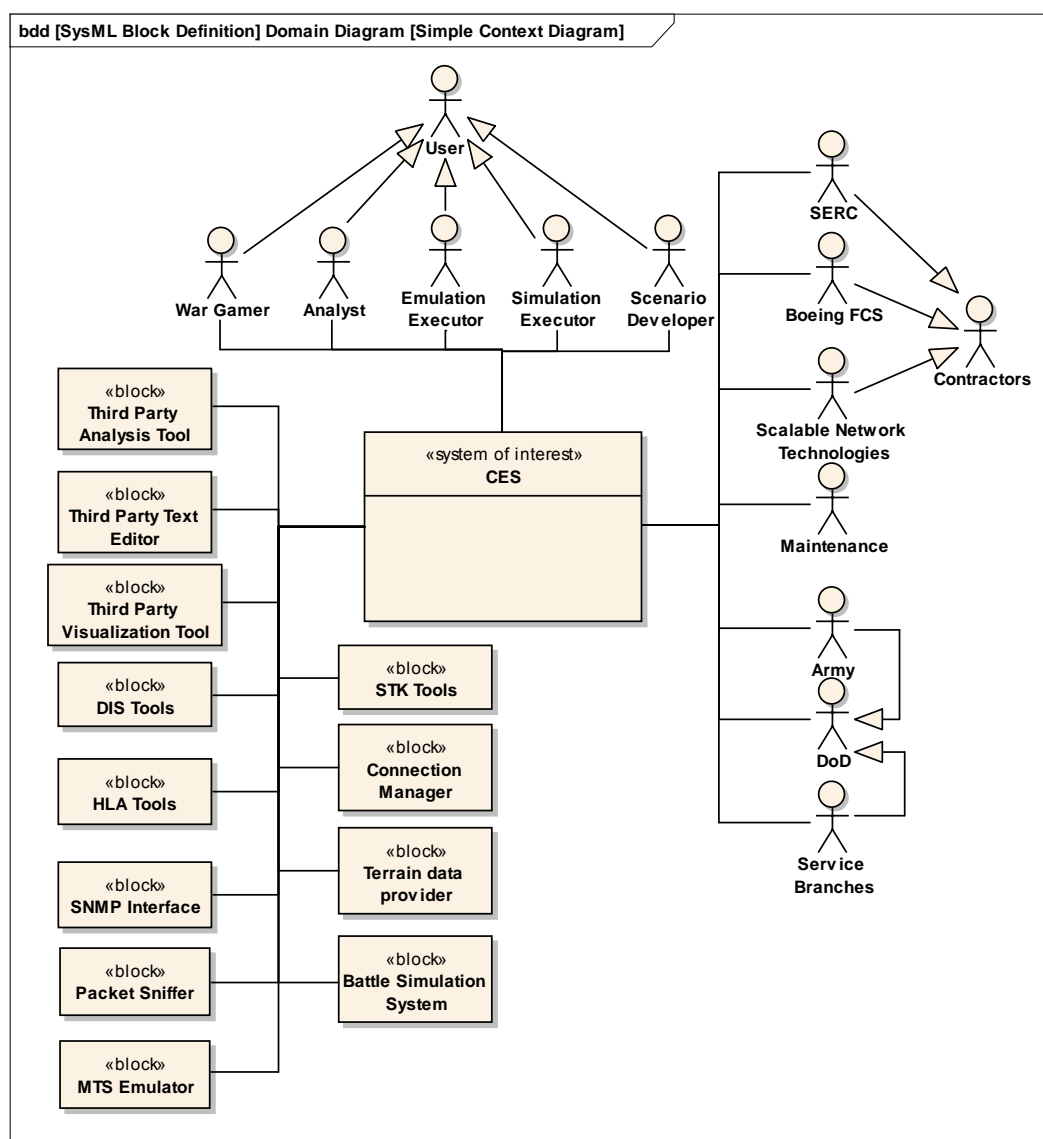 bdd [SysML Block Definition] Domain Diagram [Simple Context Diagram]
User
War Gamer
Analyst
Emulation
Executor
Simulation
Executor
Scenario
Developer
SERC
Boeing FCS
Contractors
Scalable Network
Technologies
Maintenance
Army
DoD
Service
Branches
«system of interest»
CES
«block»
Third Party
Analysis Tool
«block»
Third Party Text
Editor
«block»
Third Party
Visualization Tool
«block»
DIS Tools
«block»
HLA Tools
«block»
SNMP Interface
«block»
Packet Sniffer
«block»
MTS Emulator
«block»
STK Tools
«block»
Connection
Manager
«block»
Terrain data
provider
«block»
Battle Simulation
System